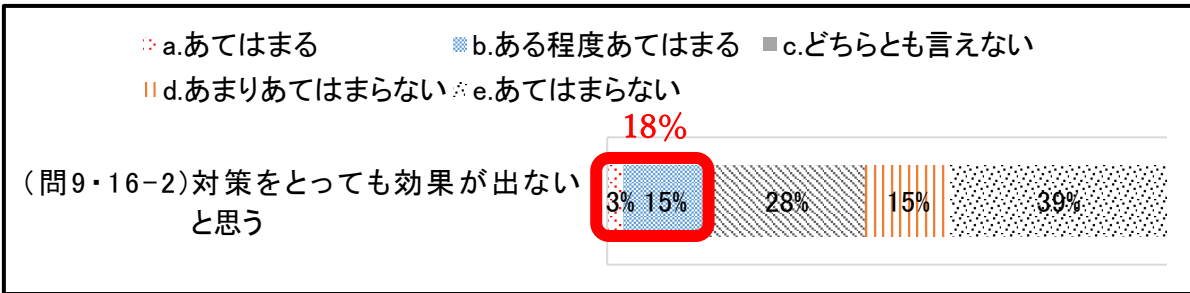 a.あてはまる b.ある程度あてはまる c.どちらとも言えない
d.あまりあてはまらない e.あてはまらない
18%
(問9・16-2)対策をとっても効果が出ない
と思う
3% 15% 28% 15% 39%